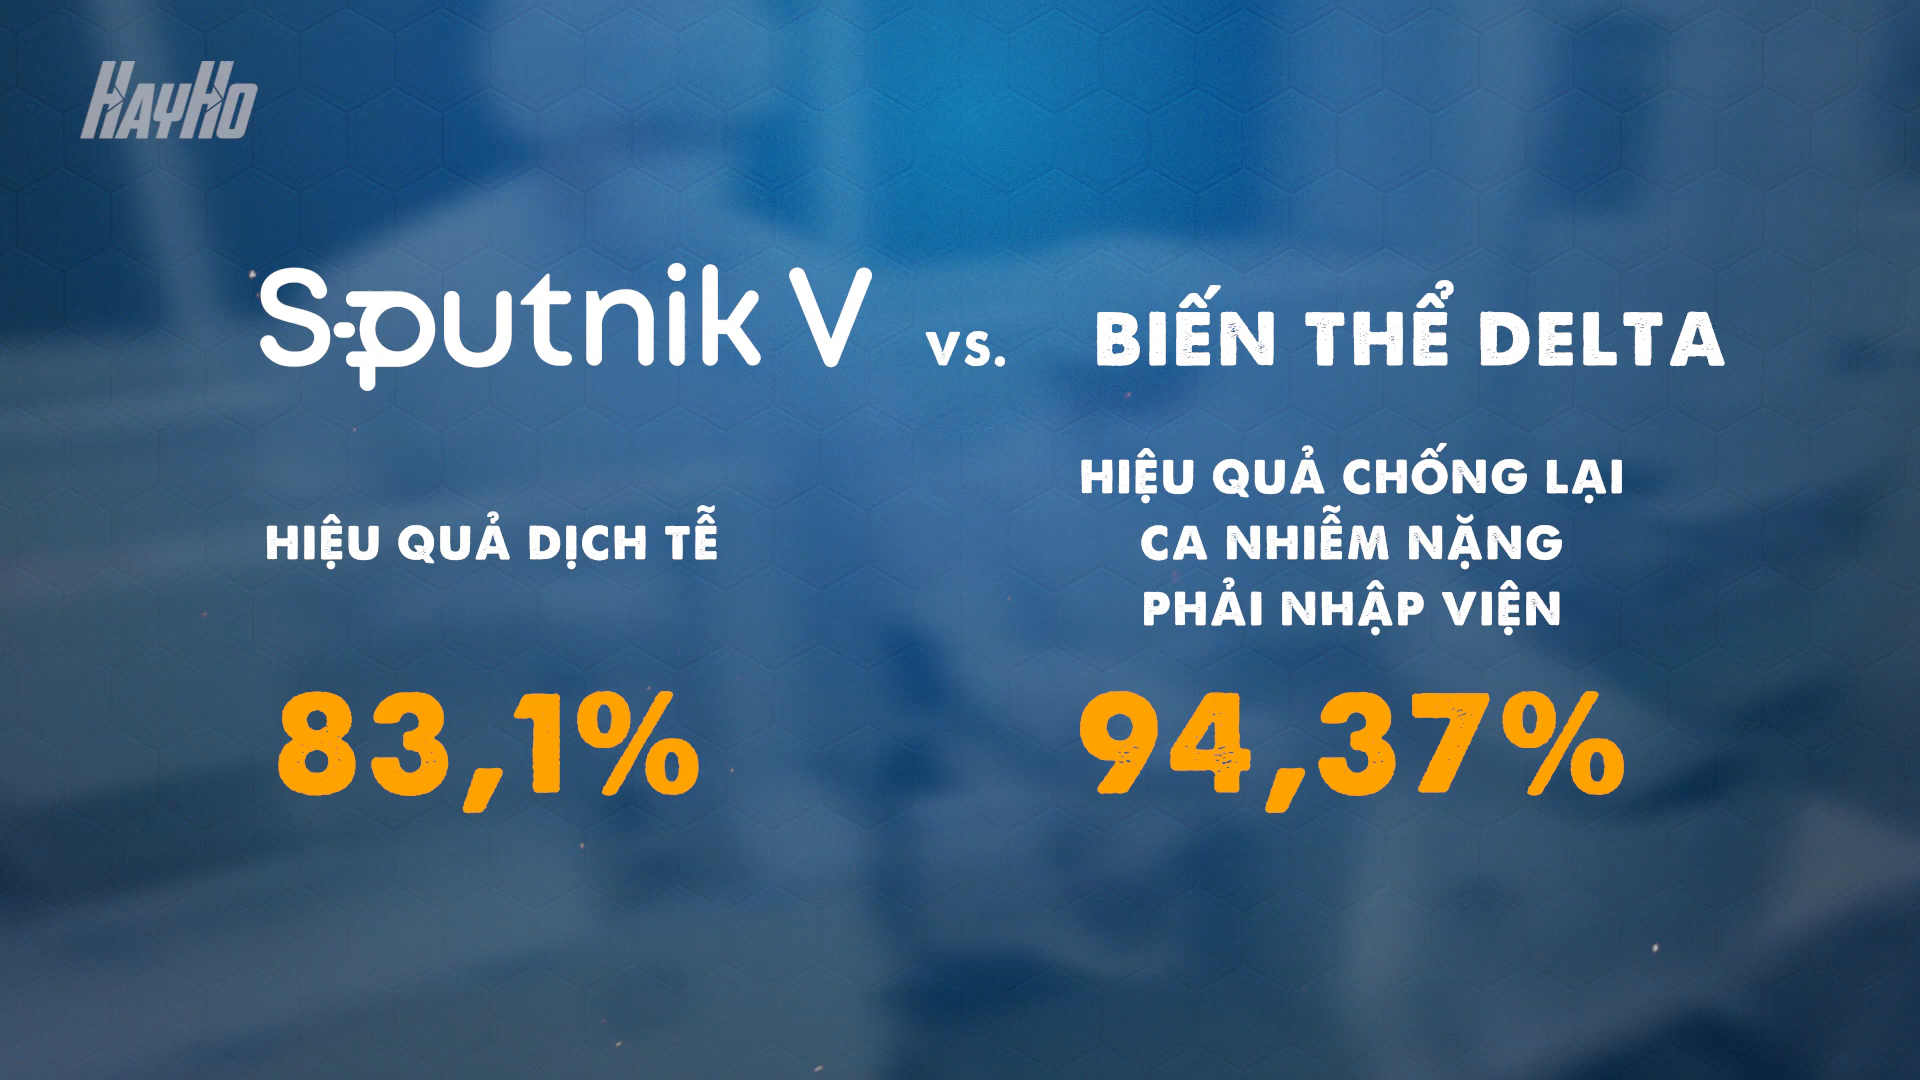 HAYHO
Sputnik V vs. BIẾN THỂ DELTA
HIỆU QUẢ DỊCH TỄ
83,1%
HIỆU QUẢ CHỐNG LẠI
CA NHIỄM NẶNG
PHẢI NHẬP VIỆN
94,37%